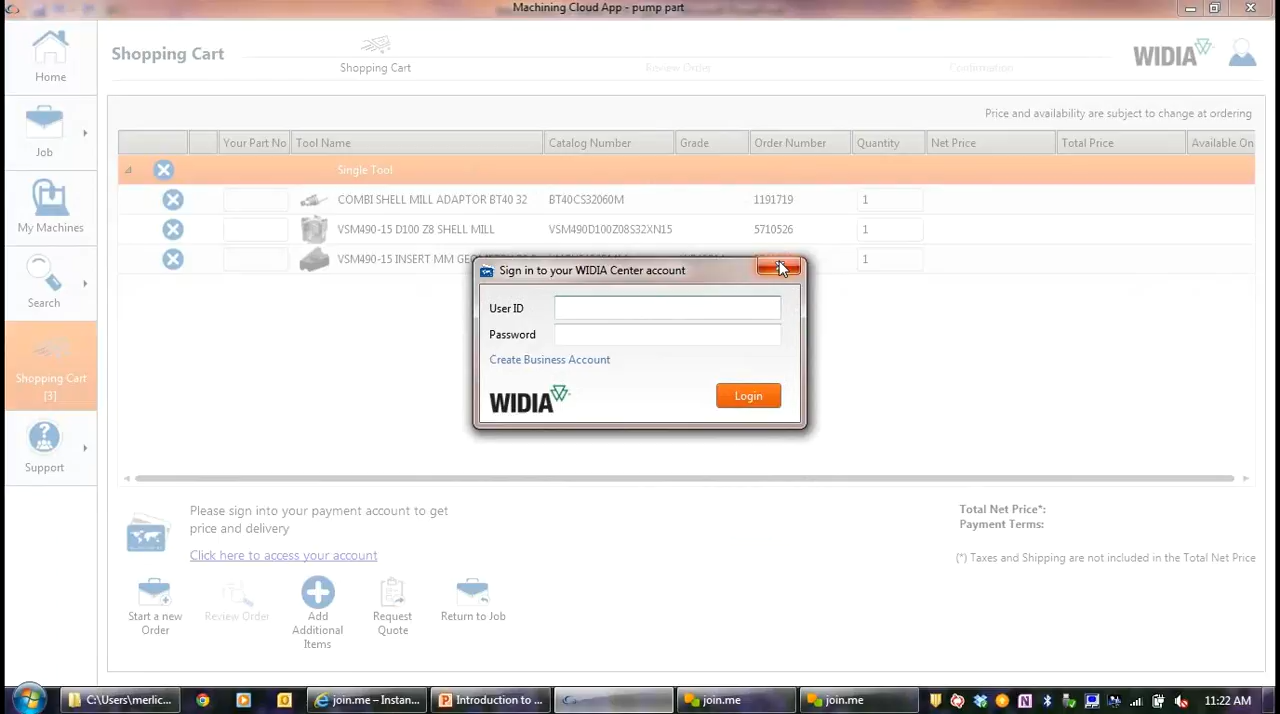 Machining Cloud App - pump part
Home
Job
My Machines
Search
Shopping Cart
[3]
Support
Shopping Cart
Shopping Cart
Review Order
Confirmation
WIDIA
Price and availability are subject to change at ordering
Your Part No Tool Name Catalog Number Grade Order Number Quantity Net Price Total Price Available On
Single Tool
COMBI SHELL MILL ADAPTOR BT40 32 BT40CS32060M 1191719 1
VSM490-15 D100 Z8 SHELL MILL VSM490D100Z08S32XN15 5710526 1
VSM490-15 INSERT MM 1
Sign in to your WIDIA Center account
User ID
Password
Create Business Account
WIDIA
Login
Please sign into your payment account to get
price and delivery
Click here to access your account
Total Net Price*:
Payment Terms:
(*) Taxes and Shipping are not included in the Total Net Price
Start a new
Order
Review Order
Add
Additional
Items
Request
Quote
Return to Job
C:\Users\merlic...
join.me – Instan...
Introduction to ...
join.me
join.me
11:22 AM